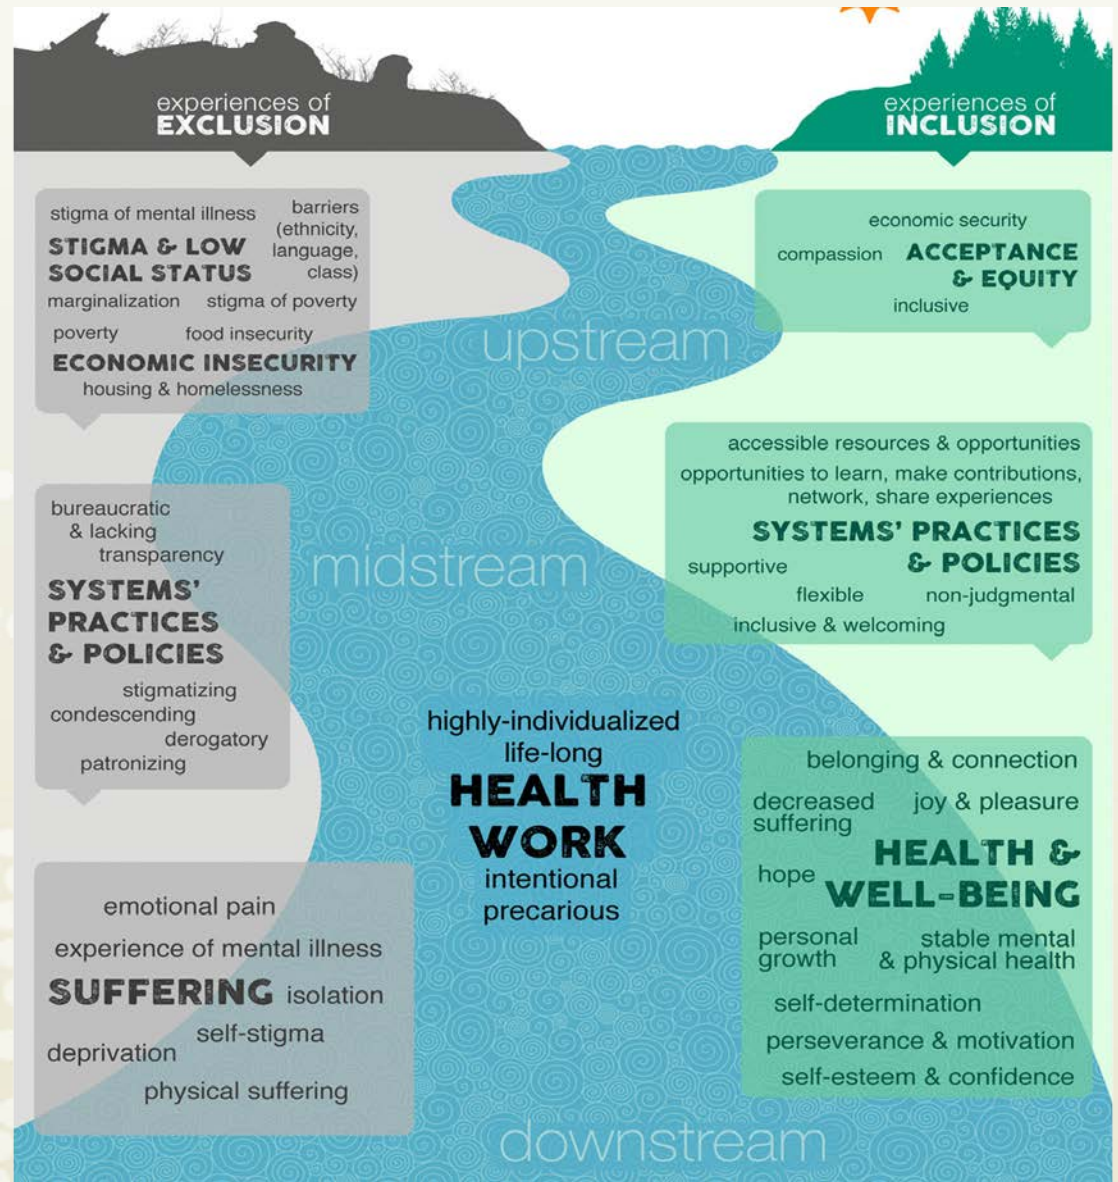 experiences of
EXCLUSION
experiences of
INCLUSION
stigma of mental illness
barriers
(ethnicity,
language,
class)
STIGMA & LOW
SOCIAL STATUS
marginalization
stigma of poverty
poverty
food insecurity
ECONOMIC INSECURITY
housing & homelessness
economic security
compassion
ACCEPTANCE
& EQUITY
inclusive
upstream
accessible resources & opportunities
opportunities to learn, make contributions,
network, share experiences
SYSTEMS' PRACTICES
& POLICIES
supportive
flexible
non-judgmental
inclusive & welcoming
bureaucratic
& lacking
transparency
SYSTEMS'
PRACTICES
& POLICIES
stigmatizing
condescending
derogatory
patronizing
midstream
highly-individualized
life-long
HEALTH
WORK
intentional
precarious
belonging & connection
decreased
suffering
joy & pleasure
HEALTH &
WELL-BEING
hope
personal
growth
stable mental
& physical health
self-determination
perseverance & motivation
self-esteem & confidence
emotional pain
experience of mental illness
SUFFERING
isolation
self-stigma
deprivation
physical suffering
downstream